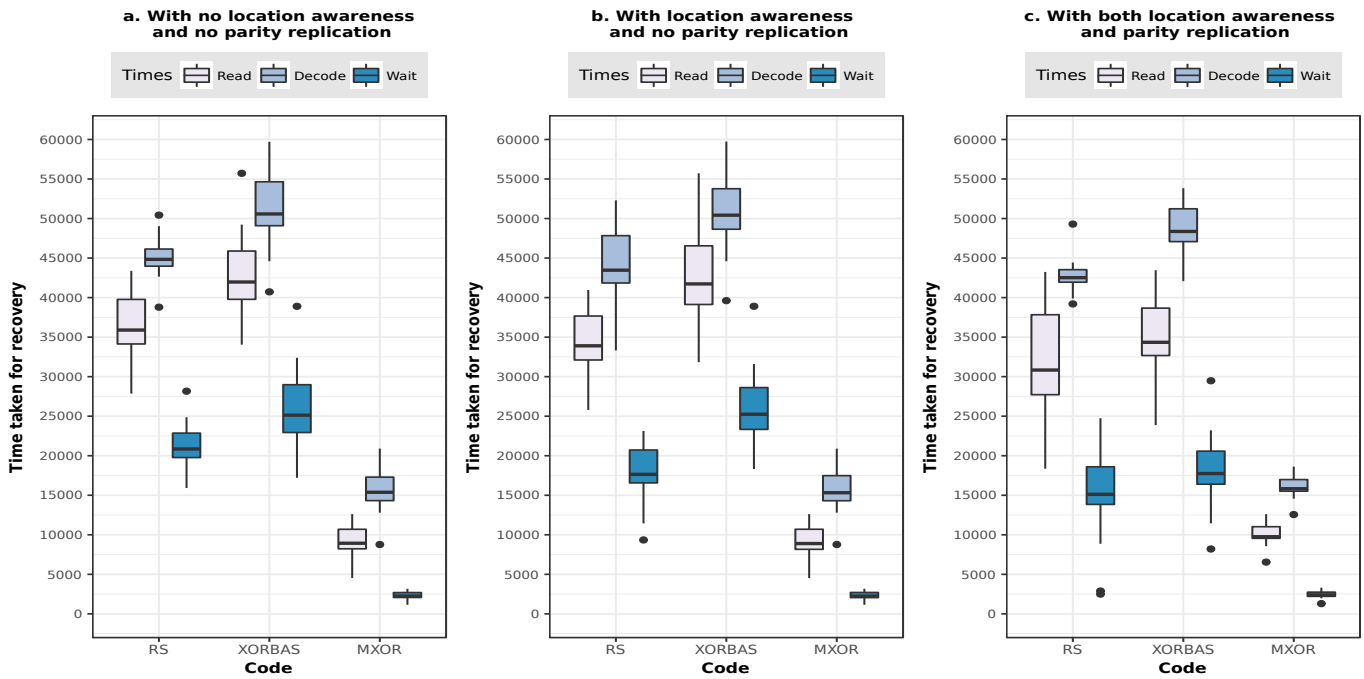 a. With no location awareness
and no parity replication
Times Read Decode Wait
60000
55000
50000
45000
40000
35000
30000
25000
20000
15000
10000
5000
0
Time taken for recovery
RS XORBAS MXOR
Code
b. With location awareness
and no parity replication
Times Read Decode Wait
60000
55000
50000
45000
40000
35000
30000
25000
20000
15000
10000
5000
0
Time taken for recovery
RS XORBAS MXOR
Code
c. With both location awareness
and parity replication
Times Read Decode Wait
60000
55000
50000
45000
40000
35000
30000
25000
20000
15000
10000
5000
0
Time taken for recovery
RS XORBAS MXOR
Code